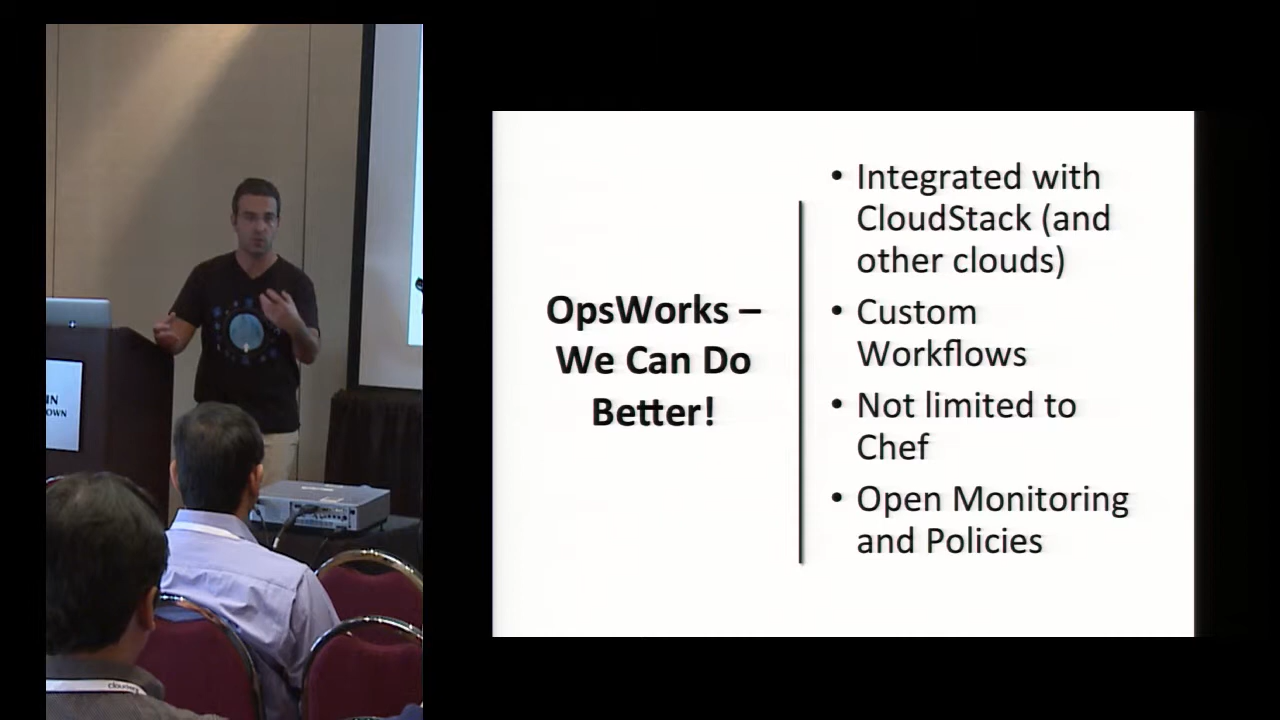 OpsWorks –
We Can Do
Better!
• Integrated with
CloudStack (and
other clouds)
• Custom
Workflows
• Not limited to
Chef
• Open Monitoring
and Policies